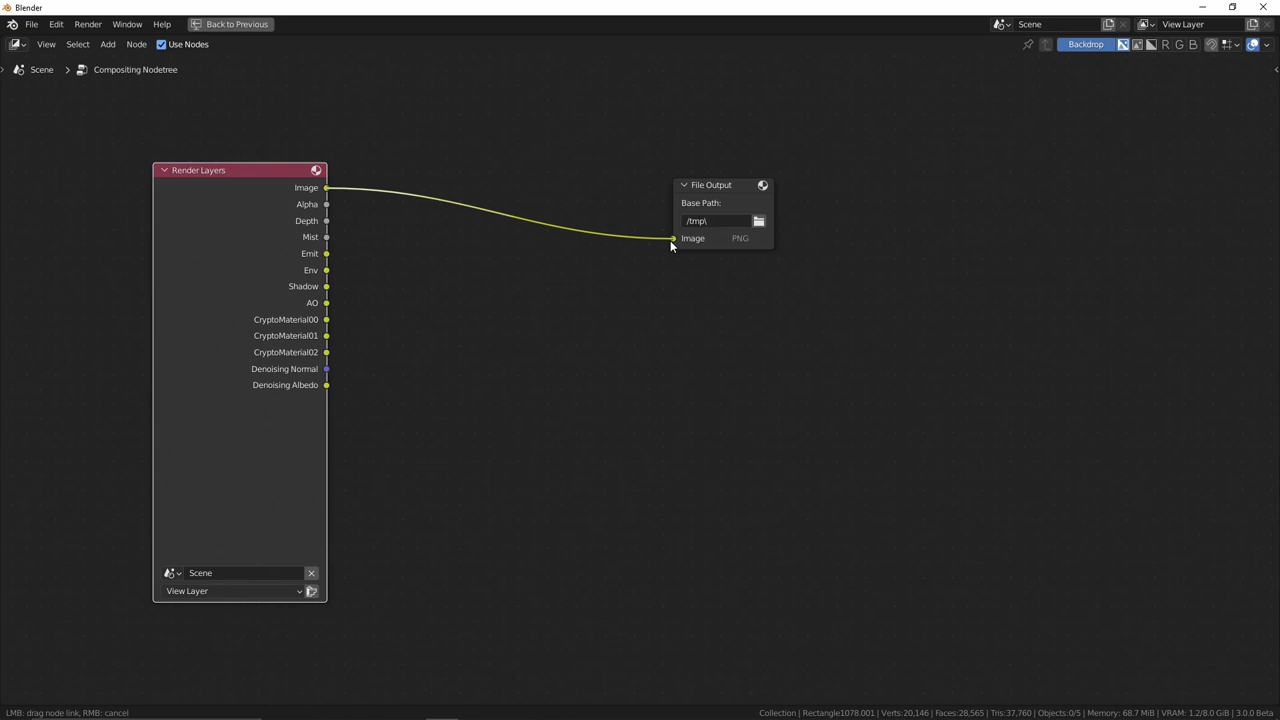 Blender
File Edit Render Window Help Back to Previous Scene View Layer
View Select Add Node Use Nodes Backdrop R G B
Scene > Compositing Nodetree
Render Layers
Image
Alpha
Depth
Mist
Emit
Env
Shadow
AO
CryptoMaterial00
CryptoMaterial01
CryptoMaterial02
Denoising Normal
Denoising Albedo
Scene
View Layer
File Output
Base Path:
/tmp\
Image PNG
LMB: drag node link, RMB: cancel
Collection | Rectangle1078.001 | Verts:20,146 | Faces:28,565 | Tris:37,760 | Objects:0/5 | Memory: 68.7 MiB | VRAM: 1.2/8.0 GiB | 3.0.0 Beta